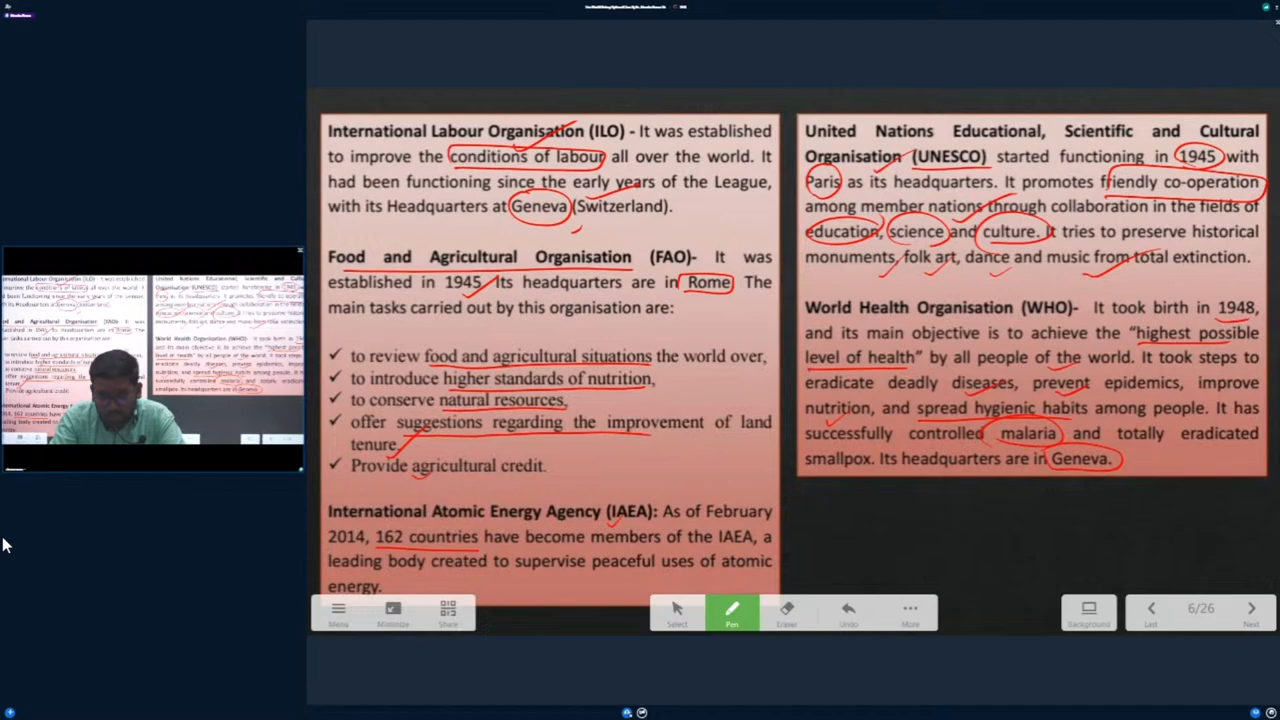 International Labour Organisation (ILO) - It was established
to improve the conditions of labour all over the world. It
had been functioning since the early years of the League,
with its Headquarters at Geneva (Switzerland).
Food and Agricultural Organisation (FAO)- It was
established in 1945 Its headquarters are in Rome The
main tasks carried out by this organisation are:
✓ to review food and agricultural situations the world over,
✓ to introduce higher standards of nutrition,
✓ to conserve natural resources,
✓ offer suggestions regarding the improvement of land
tenure,
✓ Provide agricultural credit.
International Atomic Energy Agency (IAEA): As of February
2014, 162 countries have become members of the IAEA, a
leading body created to supervise peaceful uses of atomic
energy.
United Nations Educational, Scientific and Cultural
Organisation (UNESCO) started functioning in 1945 with
Paris as its headquarters. It promotes friendly co-operation
among member nations through collaboration in the fields of
education, science and culture. It tries to preserve historical
monuments, folk art, dance and music from total extinction.
World Health Organisation (WHO)- It took birth in 1948,
and its main objective is to achieve the "highest possible
level of health" by all people of the world. It took steps to
eradicate deadly diseases, prevent epidemics, improve
nutrition, and spread hygienic habits among people. It has
successfully controlled malaria and totally eradicated
smallpox. Its headquarters are in Geneva.
Menu Minimize Share Select Pen Eraser Undo More Background Last 6/26 Next